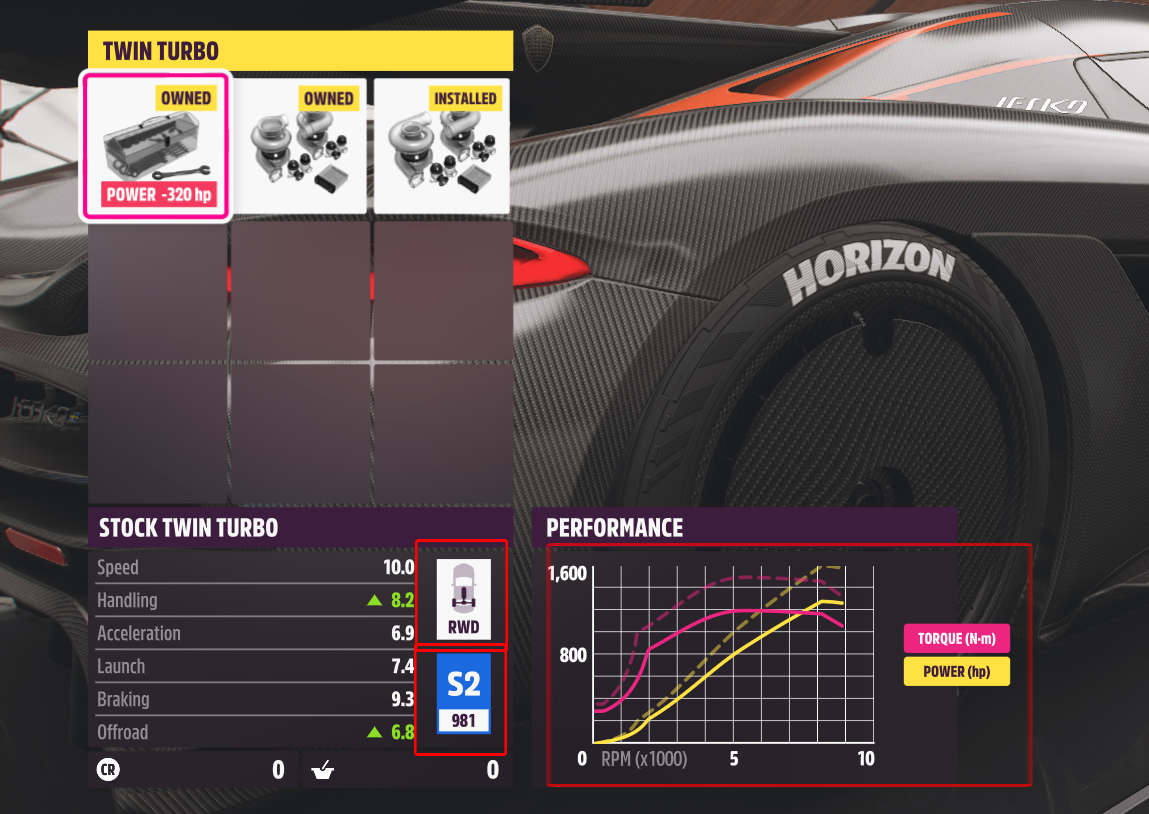 TWIN TURBO
OWNED
OWNED
INSTALLED
POWER -320 hp
HORIZON
STOCK TWIN TURBO
Speed 10.0
Handling 8.2
Acceleration 6.9
Launch 7.4
Braking 9.3
Offroad 6.8
RWD
S2
981
CR 0
0
PERFORMANCE
1,600
800
0 RPM (x1000) 5 10
TORQUE (N·m)
POWER (hp)